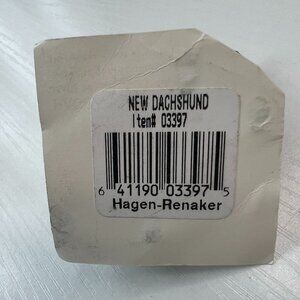 NEW DACHSHUND
Item# 03397
6 41190 03397 5
Hagen-Renaker